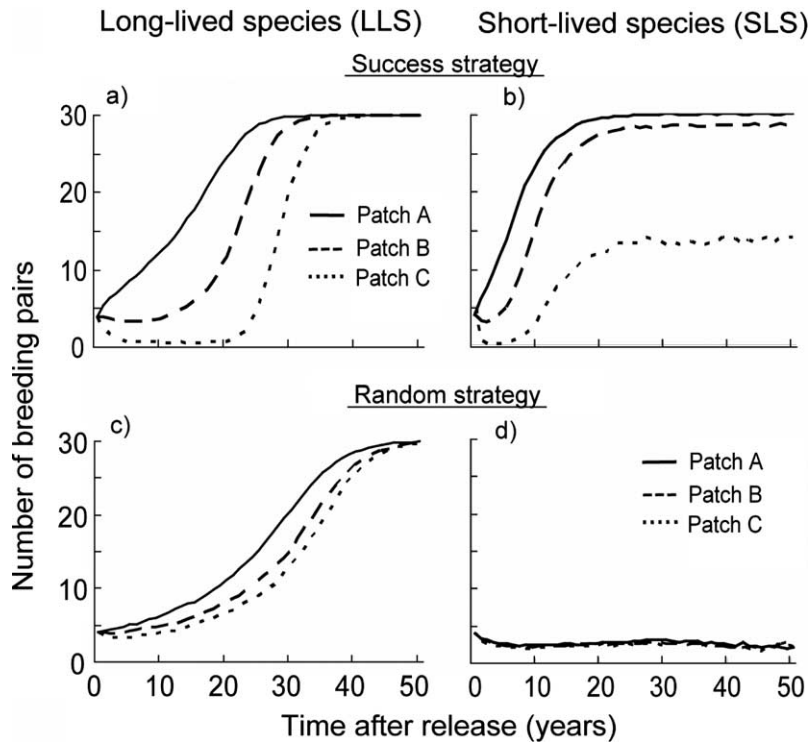 Long-lived species (LLS) Short-lived species (SLS)
Success strategy
a) b)
30
20
10
0
Patch A
Patch B
Patch C
Number of breeding pairs
Random strategy
c) d)
30
20
10
0
Patch A
Patch B
Patch C
0 10 20 30 40 50 0 10 20 30 40 50
Time after release (years)